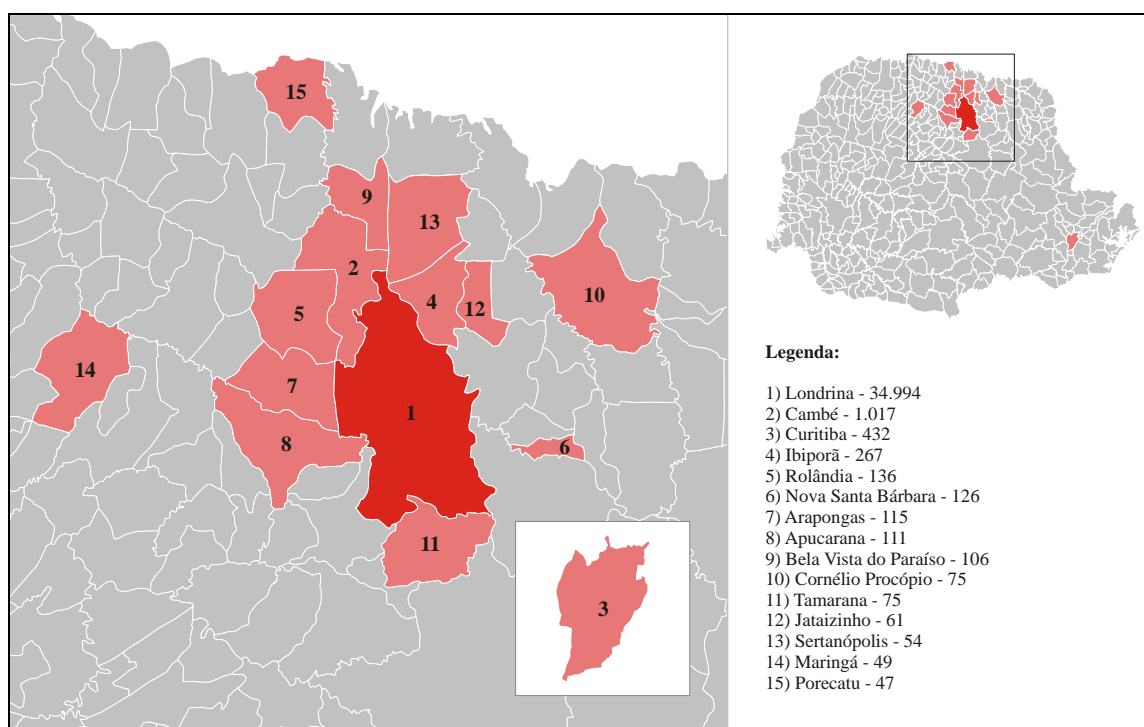 15
9
13
2
4
12
10
5
14
7
1
8
6
11
3
Legenda:
1) Londrina - 34.994
2) Cambé - 1.017
3) Curitiba - 432
4) Ibiporã - 267
5) Rolândia - 136
6) Nova Santa Bárbara - 126
7) Arapongas - 115
8) Apucarana - 111
9) Bela Vista do Paraíso - 106
10) Cornélio Procópio - 75
11) Tamarana - 75
12) Jataizinho - 61
13) Sertanópolis - 54
14) Maringá - 49
15) Porecatu - 47